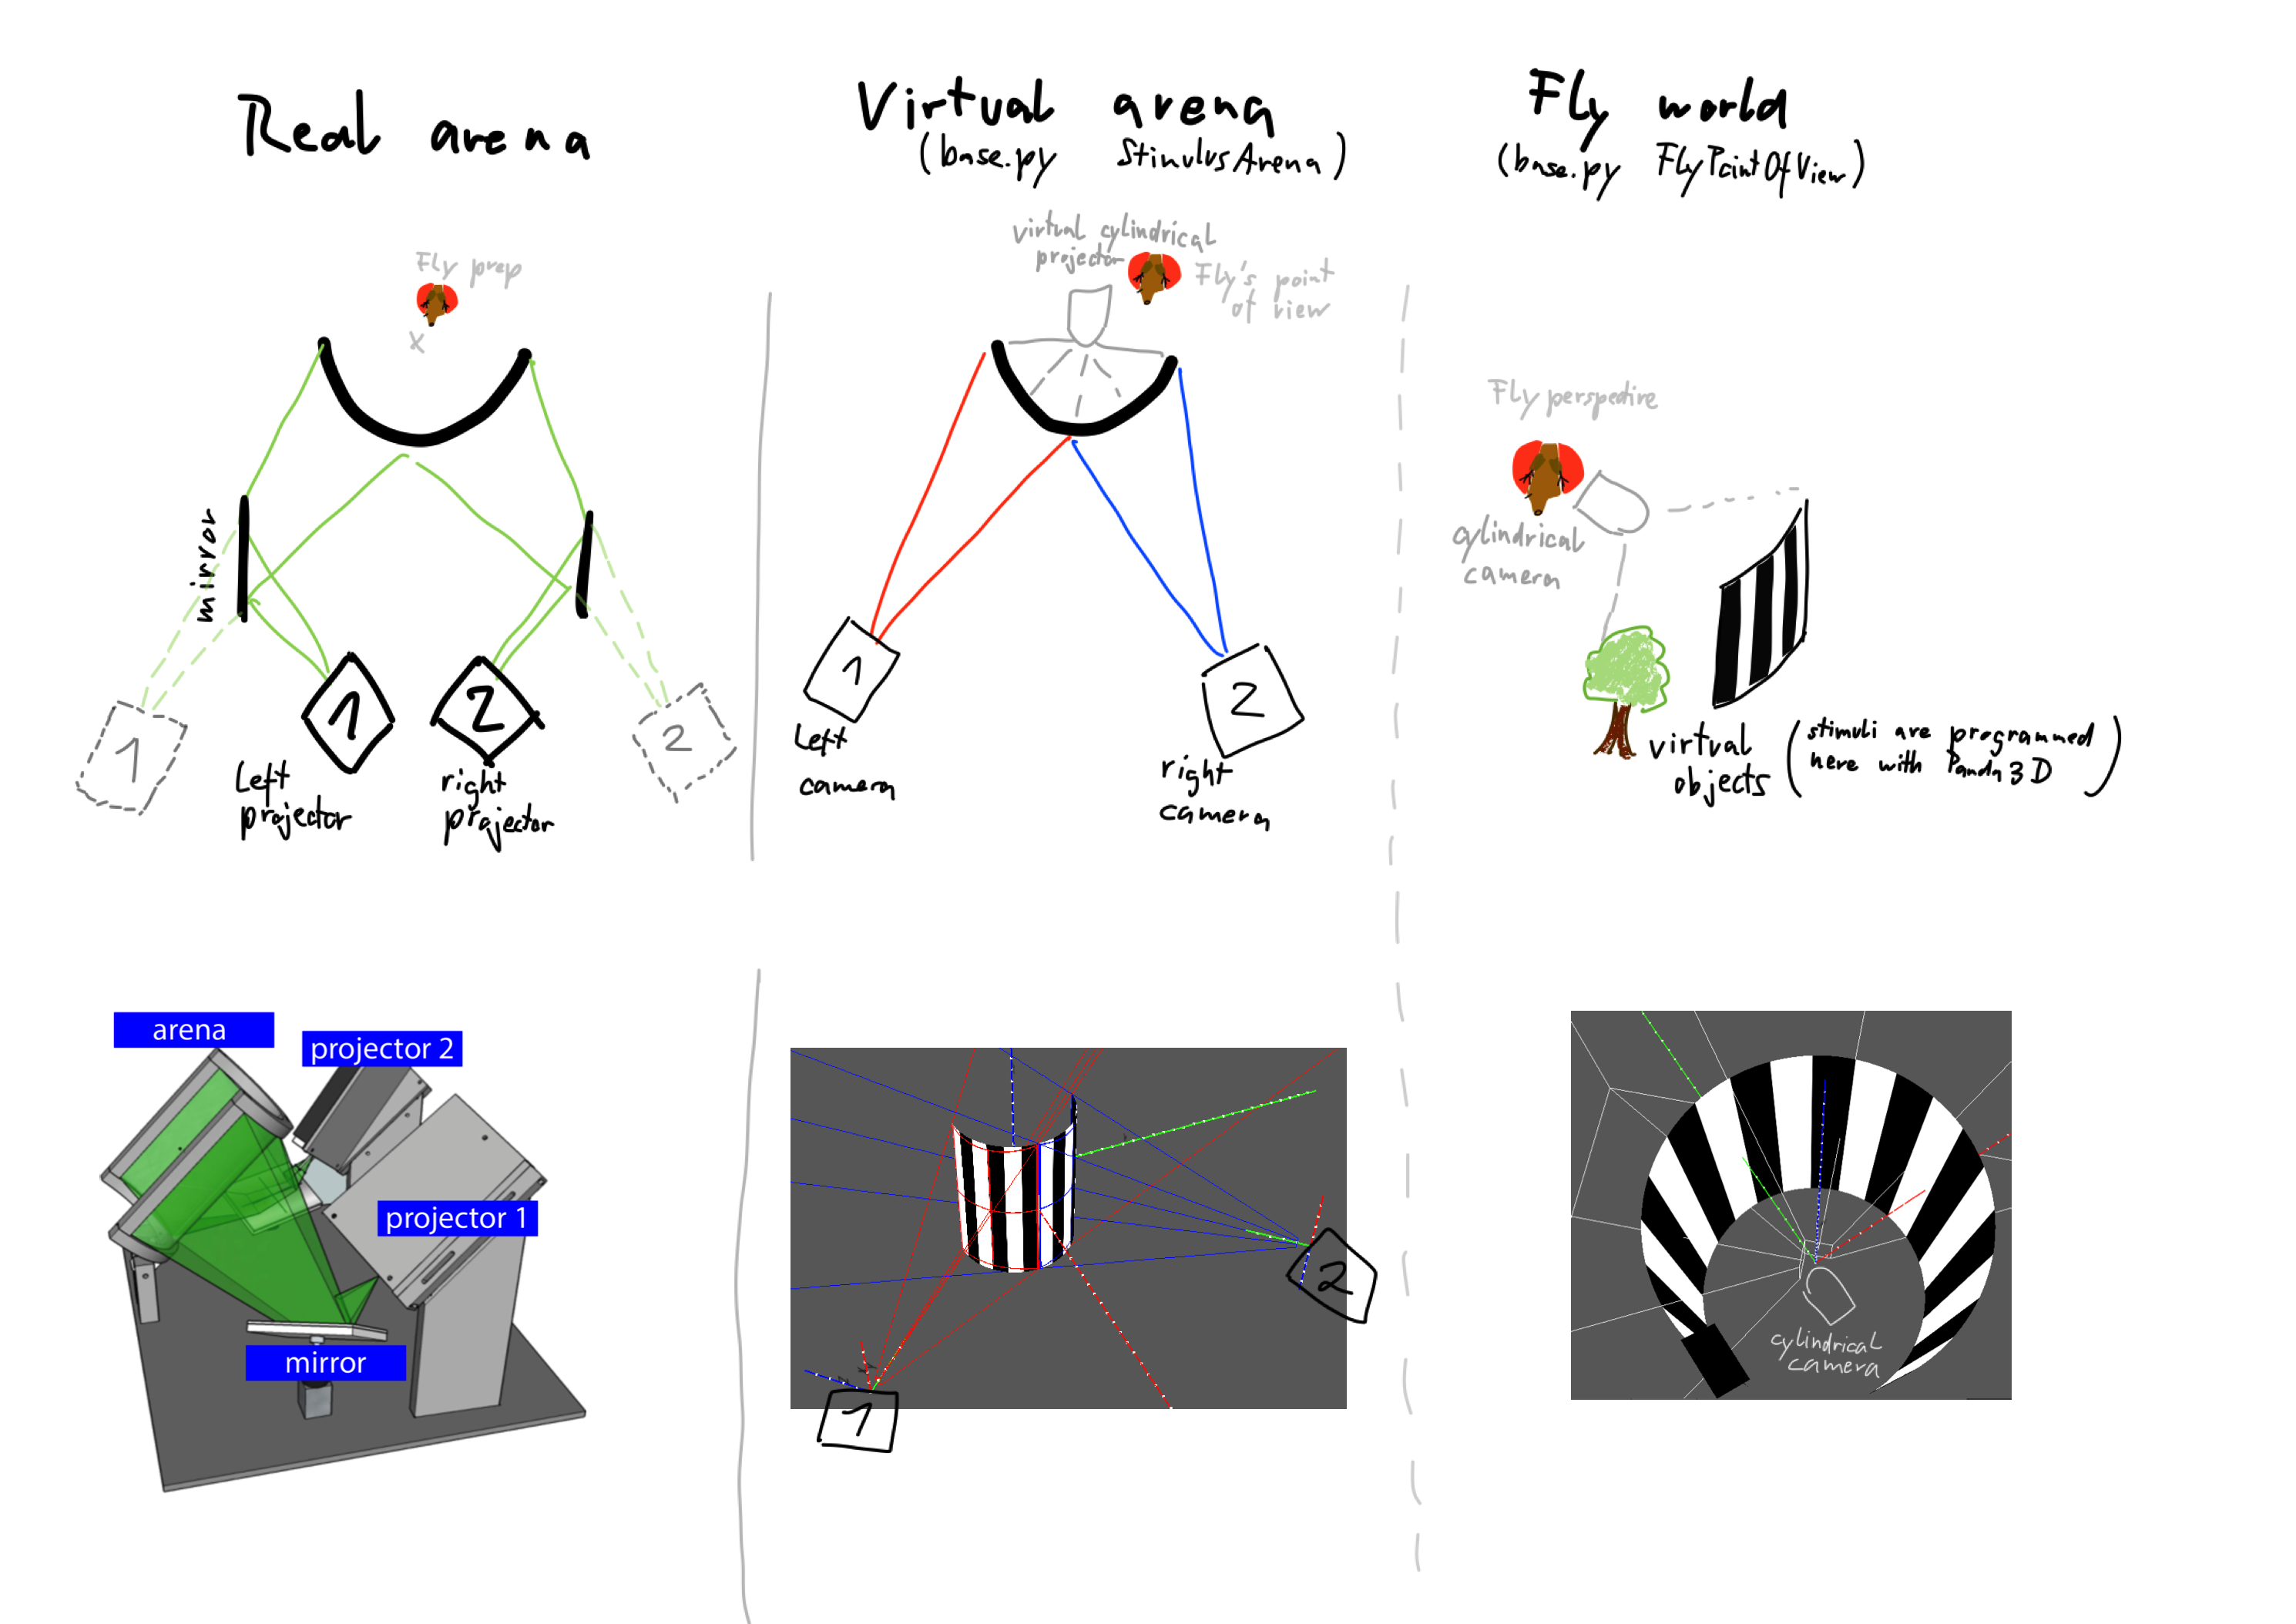 Real arena
Virtual arena
(base.py StimulusArena)
Fly world
(base.py FlyPointOfView)
Fly prep
x
mirror
1
1
2
2
Left
projector
right
projector
virtual cylindrical
projector
Fly's point
of view
1
2
Left
camera
right
camera
Fly perspective
cylindrical
camera
virtual
objects
(stimuli are programmed
here with Panda3D)
arena
projector 2
projector 1
mirror
1
2
cylindrical
camera